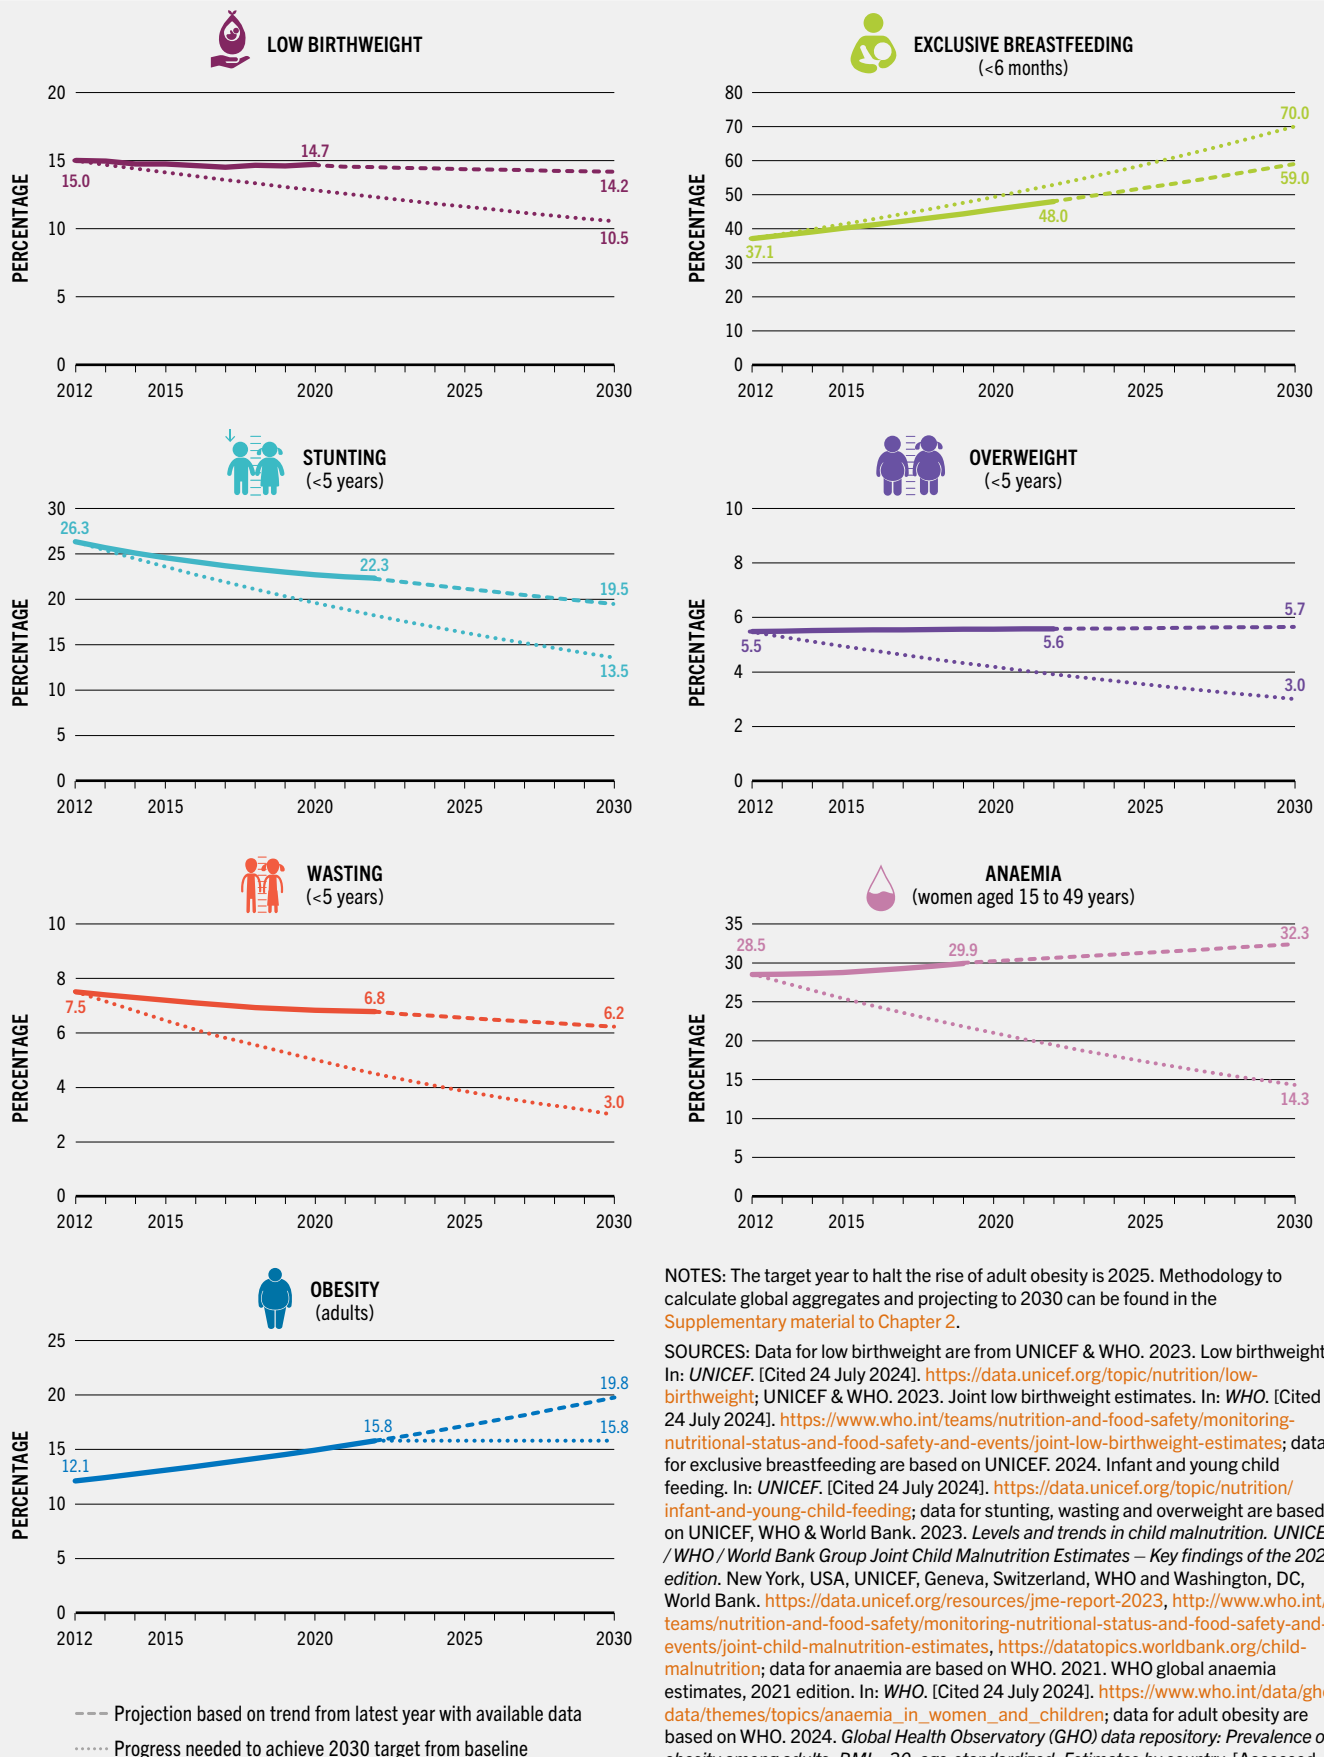 LOW BIRTHWEIGHT
PERCENTAGE
20
15
10
5
0
15.0
14.7
14.2
10.5
2012 2015 2020 2025 2030
EXCLUSIVE BREASTFEEDING
(<6 months)
PERCENTAGE
80
70
60
50
40
30
20
10
0
37.1
48.0
70.0
59.0
2012 2015 2020 2025 2030
STUNTING
(<5 years)
PERCENTAGE
30
25
20
15
10
5
0
26.3
22.3
19.5
13.5
2012 2015 2020 2025 2030
OVERWEIGHT
(<5 years)
PERCENTAGE
10
8
6
4
2
0
5.5
5.6
5.7
3.0
2012 2015 2020 2025 2030
WASTING
(<5 years)
PERCENTAGE
10
8
6
4
2
0
7.5
6.8
6.2
3.0
2012 2015 2020 2025 2030
ANAEMIA
(women aged 15 to 49 years)
PERCENTAGE
35
30
25
20
15
10
5
0
28.5
29.9
32.3
14.3
2012 2015 2020 2025 2030
OBESITY
(adults)
PERCENTAGE
25
20
15
10
5
0
12.1
15.8
19.8
15.8
2012 2015 2020 2025 2030
Projection based on trend from latest year with available data
Progress needed to achieve 2030 target from baseline
NOTES: The target year to halt the rise of adult obesity is 2025. Methodology to
calculate global aggregates and projecting to 2030 can be found in the
Supplementary material to Chapter 2.
SOURCES: Data for low birthweight are from UNICEF & WHO. 2023. Low birthweight
In: UNICEF. [Cited 24 July 2024]. https://data.unicef.org/topic/nutrition/low-
birthweight; UNICEF & WHO. 2023. Joint low birthweight estimates. In: WHO. [Cited
24 July 2024]. https://www.who.int/teams/nutrition-and-food-safety/monitoring-
nutritional-status-and-food-safety-and-events/joint-low-birthweight-estimates; data
for exclusive breastfeeding are based on UNICEF. 2024. Infant and young child
feeding. In: UNICEF. [Cited 24 July 2024]. https://data.unicef.org/topic/nutrition/
infant-and-young-child-feeding; data for stunting, wasting and overweight are based
on UNICEF, WHO & World Bank. 2023. Levels and trends in child malnutrition. UNICE
/ WHO / World Bank Group Joint Child Malnutrition Estimates – Key findings of the 202
edition. New York, USA, UNICEF, Geneva, Switzerland, WHO and Washington, DC,
World Bank. https://data.unicef.org/resources/jme-report-2023, http://www.who.int/
teams/nutrition-and-food-safety/monitoring-nutritional-status-and-food-safety-and-
events/joint-child-malnutrition-estimates, https://datatopics.worldbank.org/child-
malnutrition; data for anaemia are based on WHO. 2021. WHO global anaemia
estimates, 2021 edition. In: WHO. [Cited 24 July 2024]. https://www.who.int/data/gho
data/themes/topics/anaemia_in_women_and_children; data for adult obesity are
based on WHO. 2024. Global Health Observatory (GHO) data repository: Prevalence o